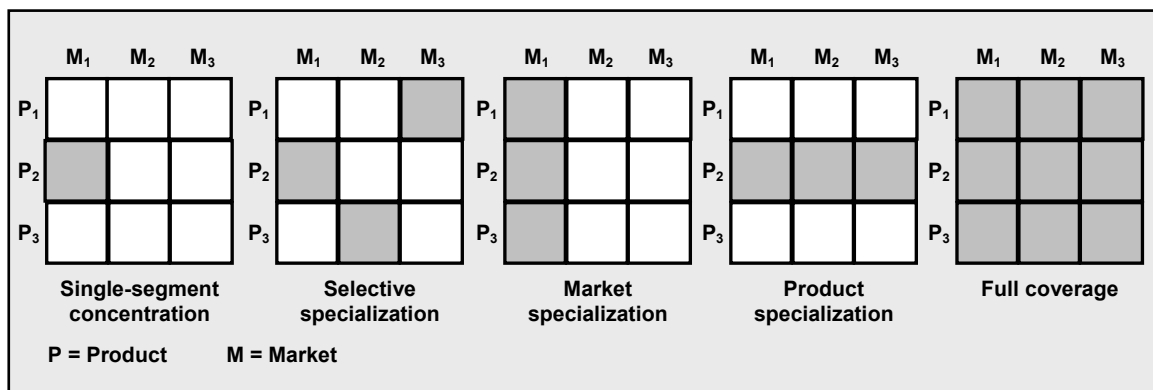 M₁ M₂ M₃ M₁ M₂ M₃ M₁ M₂ M₃ M₁ M₂ M₃ M₁ M₂ M₃
P₁ P₁ P₁ P₁ P₁
P₂ P₂ P₂ P₂ P₂
P₃ P₃ P₃ P₃ P₃
Single-segment Selective Market Product Full coverage
concentration specialization specialization specialization
P = Product M = Market